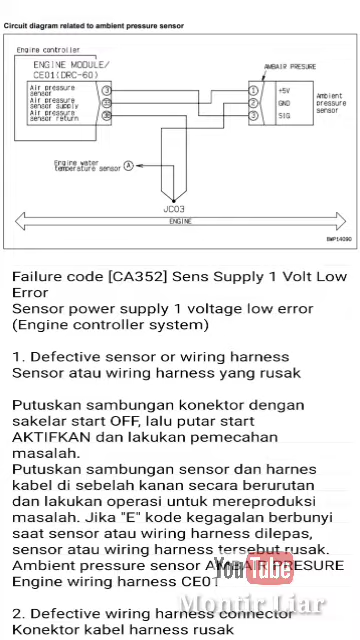 Circuit diagram related to ambient pressure sensor
Engine controller
ENGINE MODULE/
CE01(DRC-60)
AMBAIR PRESURE
Air pressure
sensor
3
1
+5V
Air pressure
sensor supply
2
GND
Ambient
pressure
sensor
Air pressure
sensor return
38
3
SIG
Engine water
temperature sensor
A
JC03
ENGINE
Failure code [CA352] Sens Supply 1 Volt Low
Error
Sensor power supply 1 voltage low error
(Engine controller system)
1. Defective sensor or wiring harness
Sensor atau wiring harness yang rusak
Putuskan sambungan konektor dengan
sakelar start OFF, lalu putar start
AKTIFKAN dan lakukan pemecahan
masalah.
Putuskan sambungan sensor dan harnes
kabel di sebelah kanan secara berurutan
dan lakukan operasi untuk mereproduksi
masalah. Jika "E" kode kegagalan berbunyi
saat sensor atau wiring harness dilepas,
sensor atau wiring harness tersebut rusak.
Ambient pressure sensor AMBAIR PRESURE
Engine wiring harness CE01
YouTube
Montir Liar
2. Defective wiring harness connector
Konektor kabel harness rusak